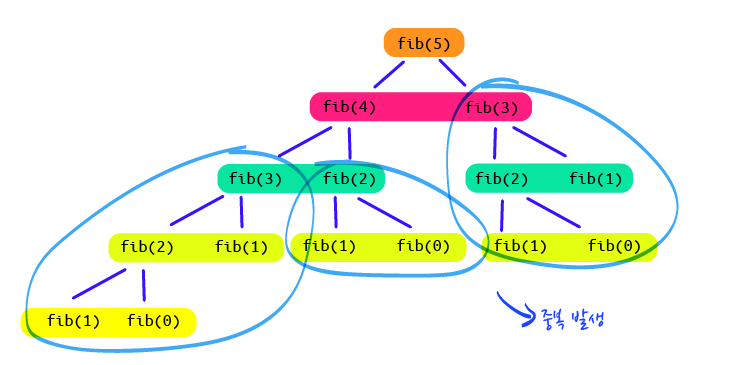 fib(5)
fib(4) fib(3)
fib(3) fib(2) fib(2) fib(1)
fib(2) fib(1) fib(1) fib(0) fib(1) fib(0)
fib(1) fib(0)
중복 발생